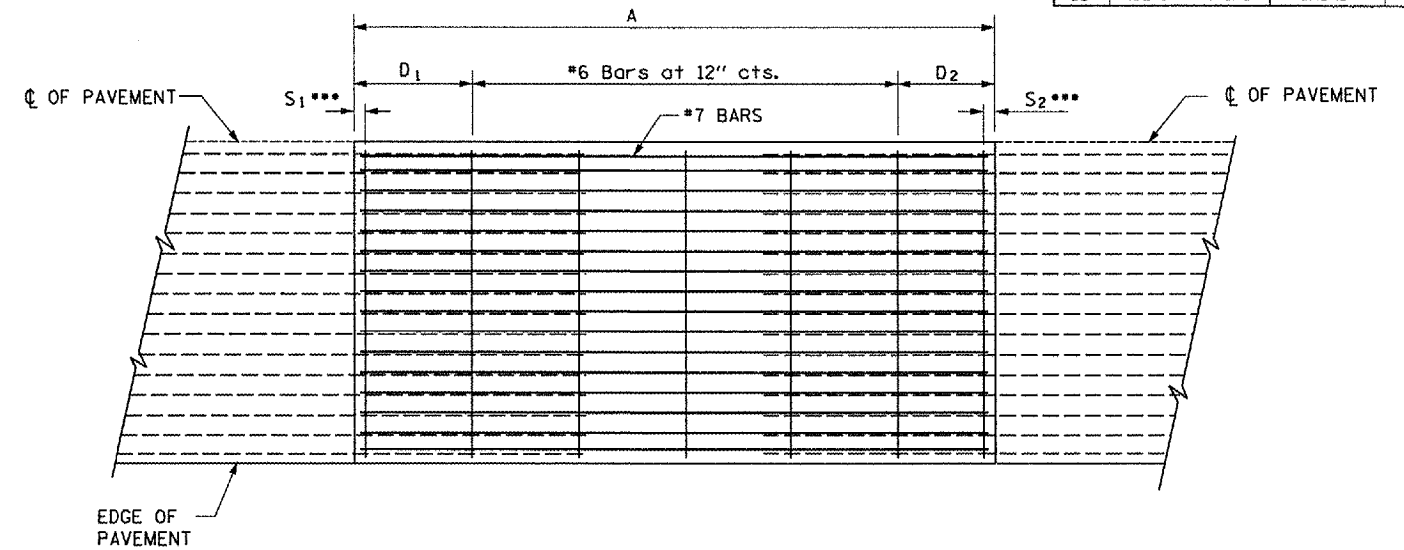 A
D1
#6 Bars at 12" cts.
D2
℄ OF PAVEMENT
S1***
#7 BARS
S2***
℄ OF PAVEMENT
EDGE OF
PAVEMENT